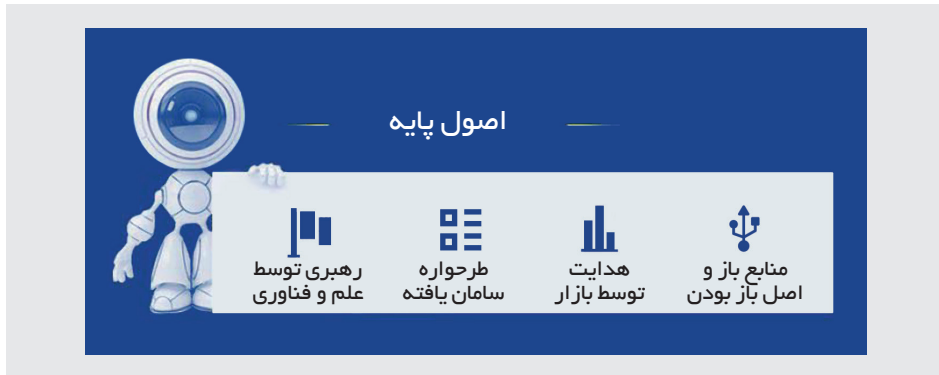 اصول پایه
منابع باز و
اصل باز بودن
هدایت
توسط بازار
طرحواره
سامان یافته
رهبری توسط
علم و فناوری